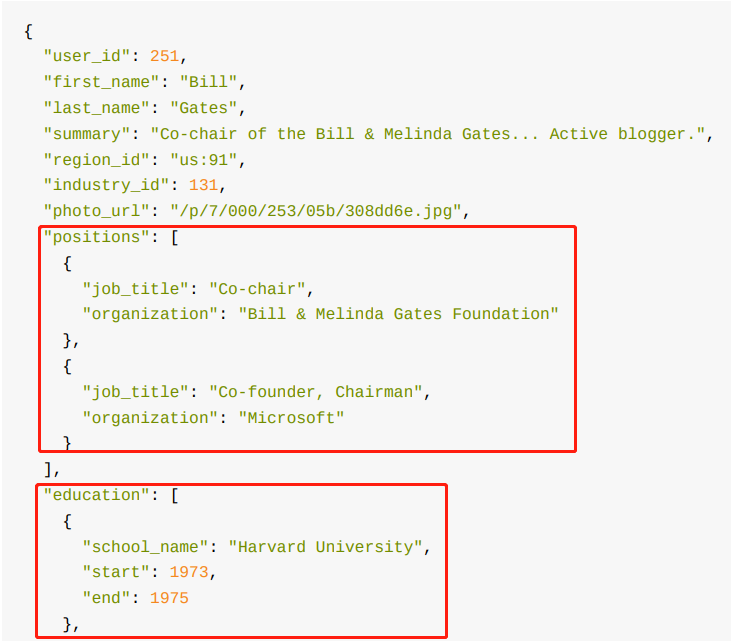 {
"user_id": 251,
"first_name": "Bill",
"last_name": "Gates",
"summary": "Co-chair of the Bill & Melinda Gates... Active blogger.",
"region_id": "us:91",
"industry_id": 131,
"photo_url": "/p/7/000/253/05b/308dd6e.jpg",
"positions": [
{
"job_title": "Co-chair",
"organization": "Bill & Melinda Gates Foundation"
},
{
"job_title": "Co-founder, Chairman",
"organization": "Microsoft"
}
],
"education": [
{
"school_name": "Harvard University",
"start": 1973,
"end": 1975
},